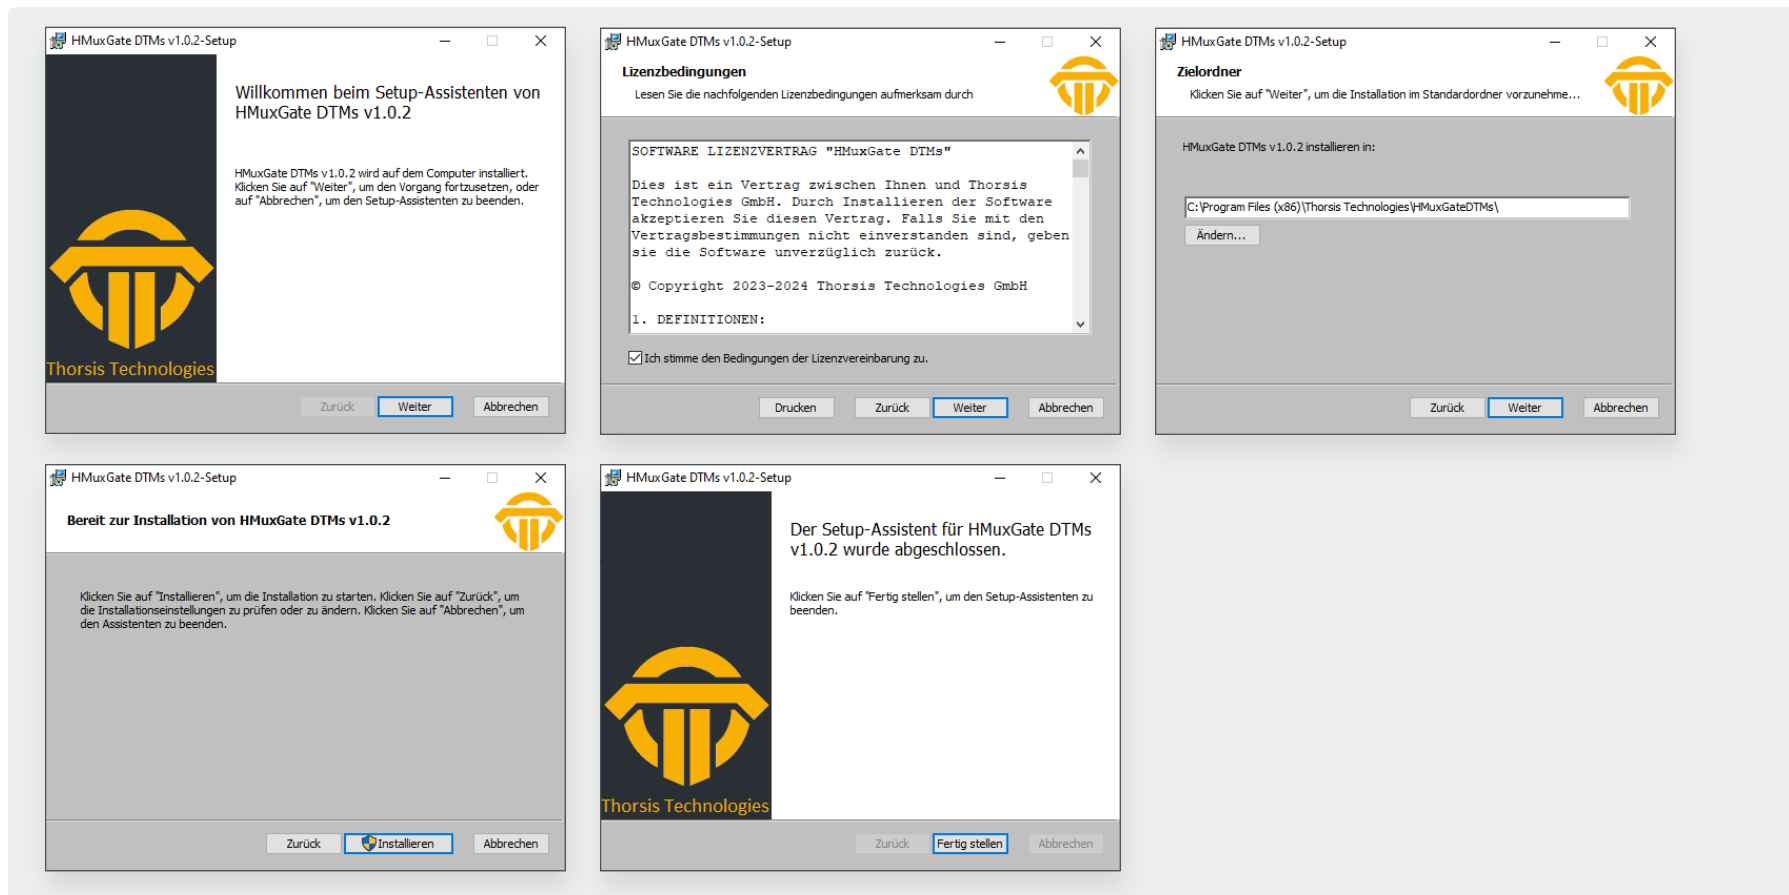 HMuxGate DTMs v1.0.2-Setup
Willkommen beim Setup-Assistenten von
HMuxGate DTMs v1.0.2
HMuxGate DTMs v1.0.2 wird auf dem Computer installiert.
Klicken Sie auf "Weiter", um den Vorgang fortzusetzen, oder
auf "Abbrechen", um den Setup-Assistenten zu beenden.
Thorsis Technologies
Zurück
Weiter
Abbrechen
HMuxGate DTMs v1.0.2-Setup
Lizenzbedingungen
Lesen Sie die nachfolgenden Lizenzbedingungen aufmerksam durch
SOFTWARE LIZENZVERTRAG "HMuxGate DTMs"
Dies ist ein Vertrag zwischen Ihnen und Thorsis
Technologies GmbH. Durch Installieren der Software
akzeptieren Sie diesen Vertrag. Falls Sie mit den
Vertragsbestimmungen nicht einverstanden sind, geben
sie die Software unverzüglich zurück.
© Copyright 2023-2024 Thorsis Technologies GmbH
1. DEFINITIONEN:
Ich stimme den Bedingungen der Lizenzvereinbarung zu.
Drucken
Zurück
Weiter
Abbrechen
HMuxGate DTMs v1.0.2-Setup
Zielordner
Klicken Sie auf "Weiter", um die Installation im Standardordner vorzunehme...
HMuxGate DTMs v1.0.2 installieren in:
C:\Program Files (x86)\Thorsis Technologies\HMuxGateDTMs\
Ändern...
Zurück
Weiter
Abbrechen
HMuxGate DTMs v1.0.2-Setup
Bereit zur Installation von HMuxGate DTMs v1.0.2
Klicken Sie auf "Installieren", um die Installation zu starten. Klicken Sie auf "Zurück", um
die Installationseinstellungen zu prüfen oder zu ändern. Klicken Sie auf "Abbrechen", um
den Assistenten zu beenden.
Zurück
Installieren
Abbrechen
HMuxGate DTMs v1.0.2-Setup
Der Setup-Assistent für HMuxGate DTMs
v1.0.2 wurde abgeschlossen.
Klicken Sie auf "Fertig stellen", um den Setup-Assistenten zu
beenden.
Thorsis Technologies
Zurück
Fertig stellen
Abbrechen